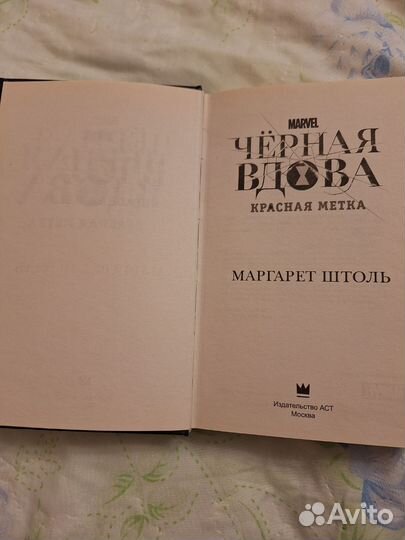 MARVEL
ЧЁРНАЯ
ВДОВА
КРАСНАЯ МЕТКА
МАРГАРЕТ ШТОЛЬ
Издательство АСТ
Москва
Avito